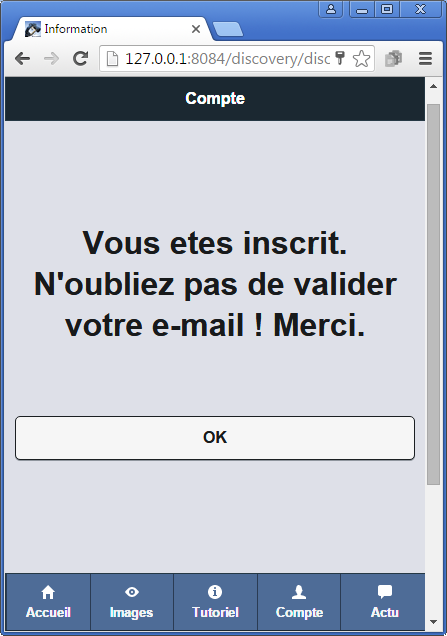 Information
127.0.0.1:8084/discovery/disc
Compte
Vous etes inscrit.
N'oubliez pas de valider
votre e-mail ! Merci.
OK
Accueil Images Tutoriel Compte Actu